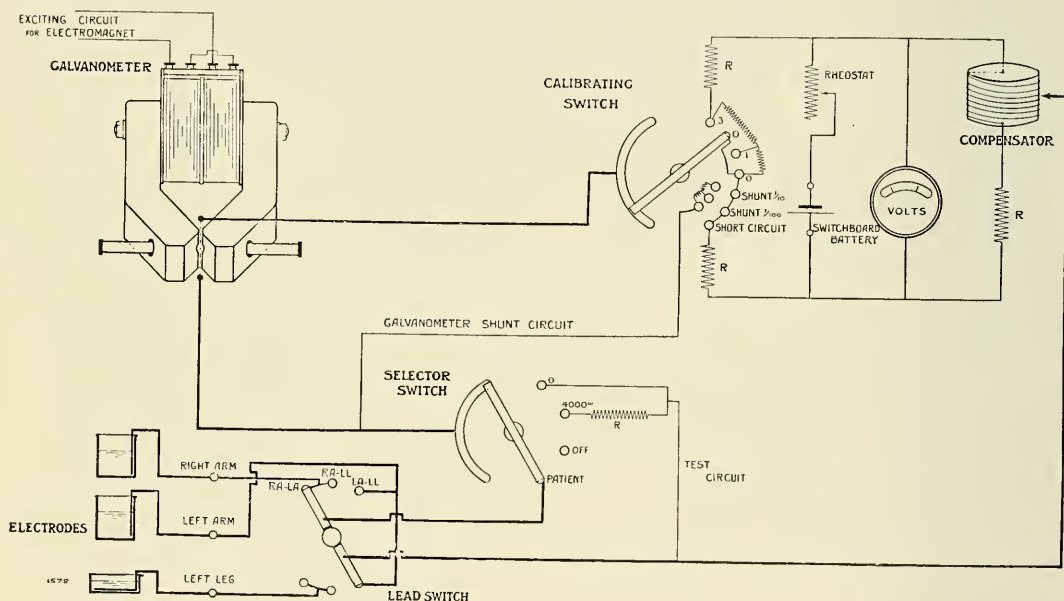 EXCITING CIRCUIT
FOR ELECTROMAGNET
GALVANOMETER
CALIBRATING
SWITCH
R
3
0
1
0
SHUNT 1/10
SHUNT 1/100
SHORT CIRCUIT
R
RHEOSTAT
SWITCHBOARD
BATTERY
VOLTS
COMPENSATOR
R
GALVANOMETER SHUNT CIRCUIT
SELECTOR
SWITCH
0
4000ω
R
OFF
PATIENT
TEST
CIRCUIT
RIGHT ARM
RA-LL
RA-LA
LA-LL
ELECTRODES
LEFT ARM
LEFT LEG
LEAD SWITCH